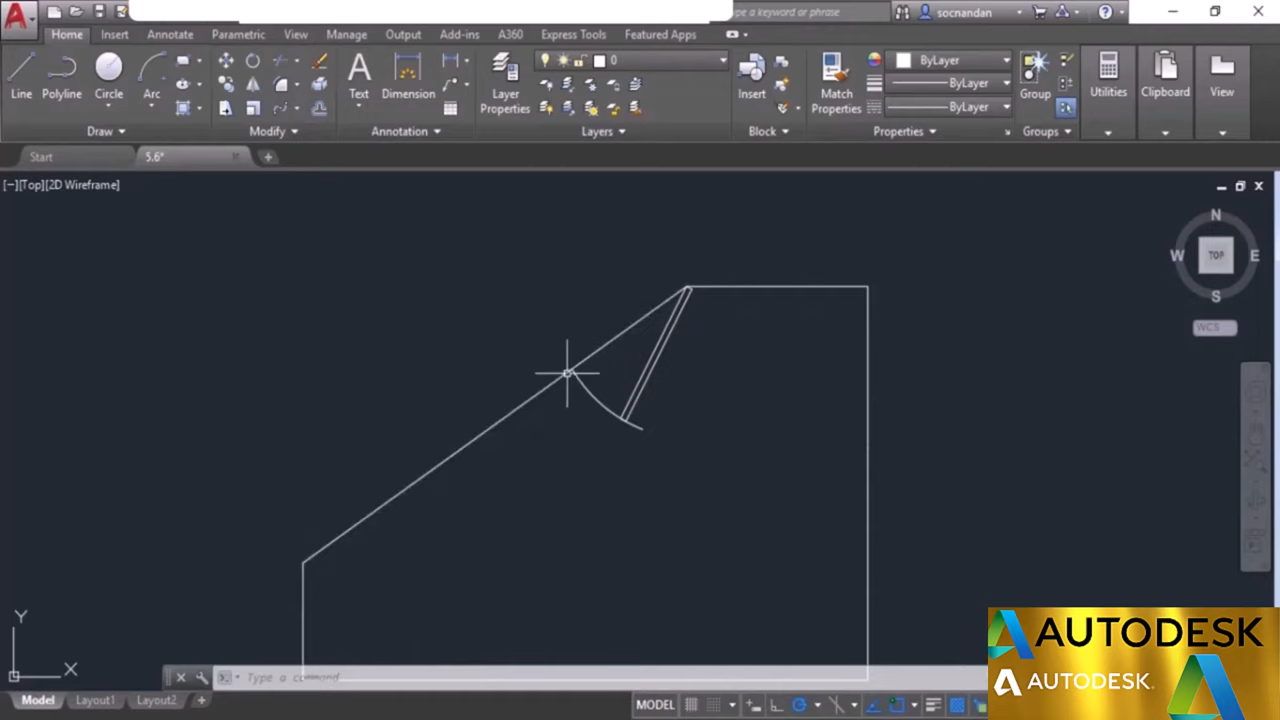 pe a keyword or phrase socnandan
Home Insert Annotate Parametric View Manage Output Add-ins A360 Express Tools Featured Apps
0 ByLayer
ByLayer
ByLayer
Line Polyline Circle Arc Text Dimension Layer Properties Insert Match Properties Group Utilities Clipboard View
Draw Modify Annotation Layers Block Properties Groups
Start 5.6*
[−][Top][2D Wireframe]
N
W TOP E
S
WCS
Y
X
Type a command
Model Layout1 Layout2 MODEL
AUTODESK
AUTODESK.